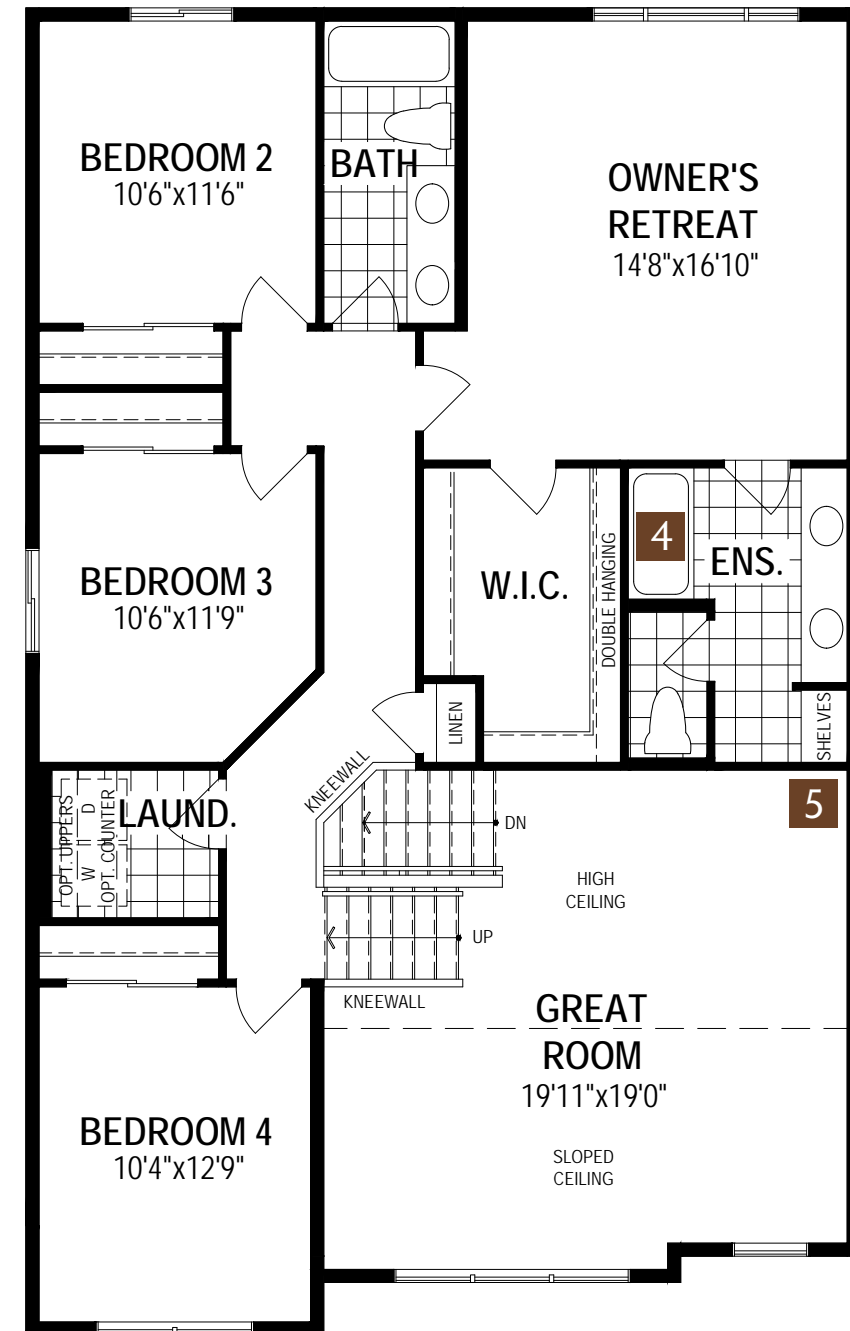 BEDROOM 2
10'6"x11'6"
BATH
OWNER'S
RETREAT
14'8"x16'10"
BEDROOM 3
10'6"x11'9"
W.I.C.
DOUBLE HANGING
4
ENS.
LINEN
SHELVES
KNEEWALL
OPT. UPPERS
W D
OPT. COUNTER
LAUND.
DN
5
HIGH
CEILING
UP
KNEEWALL
GREAT
ROOM
19'11"x19'0"
BEDROOM 4
10'4"x12'9"
SLOPED
CEILING